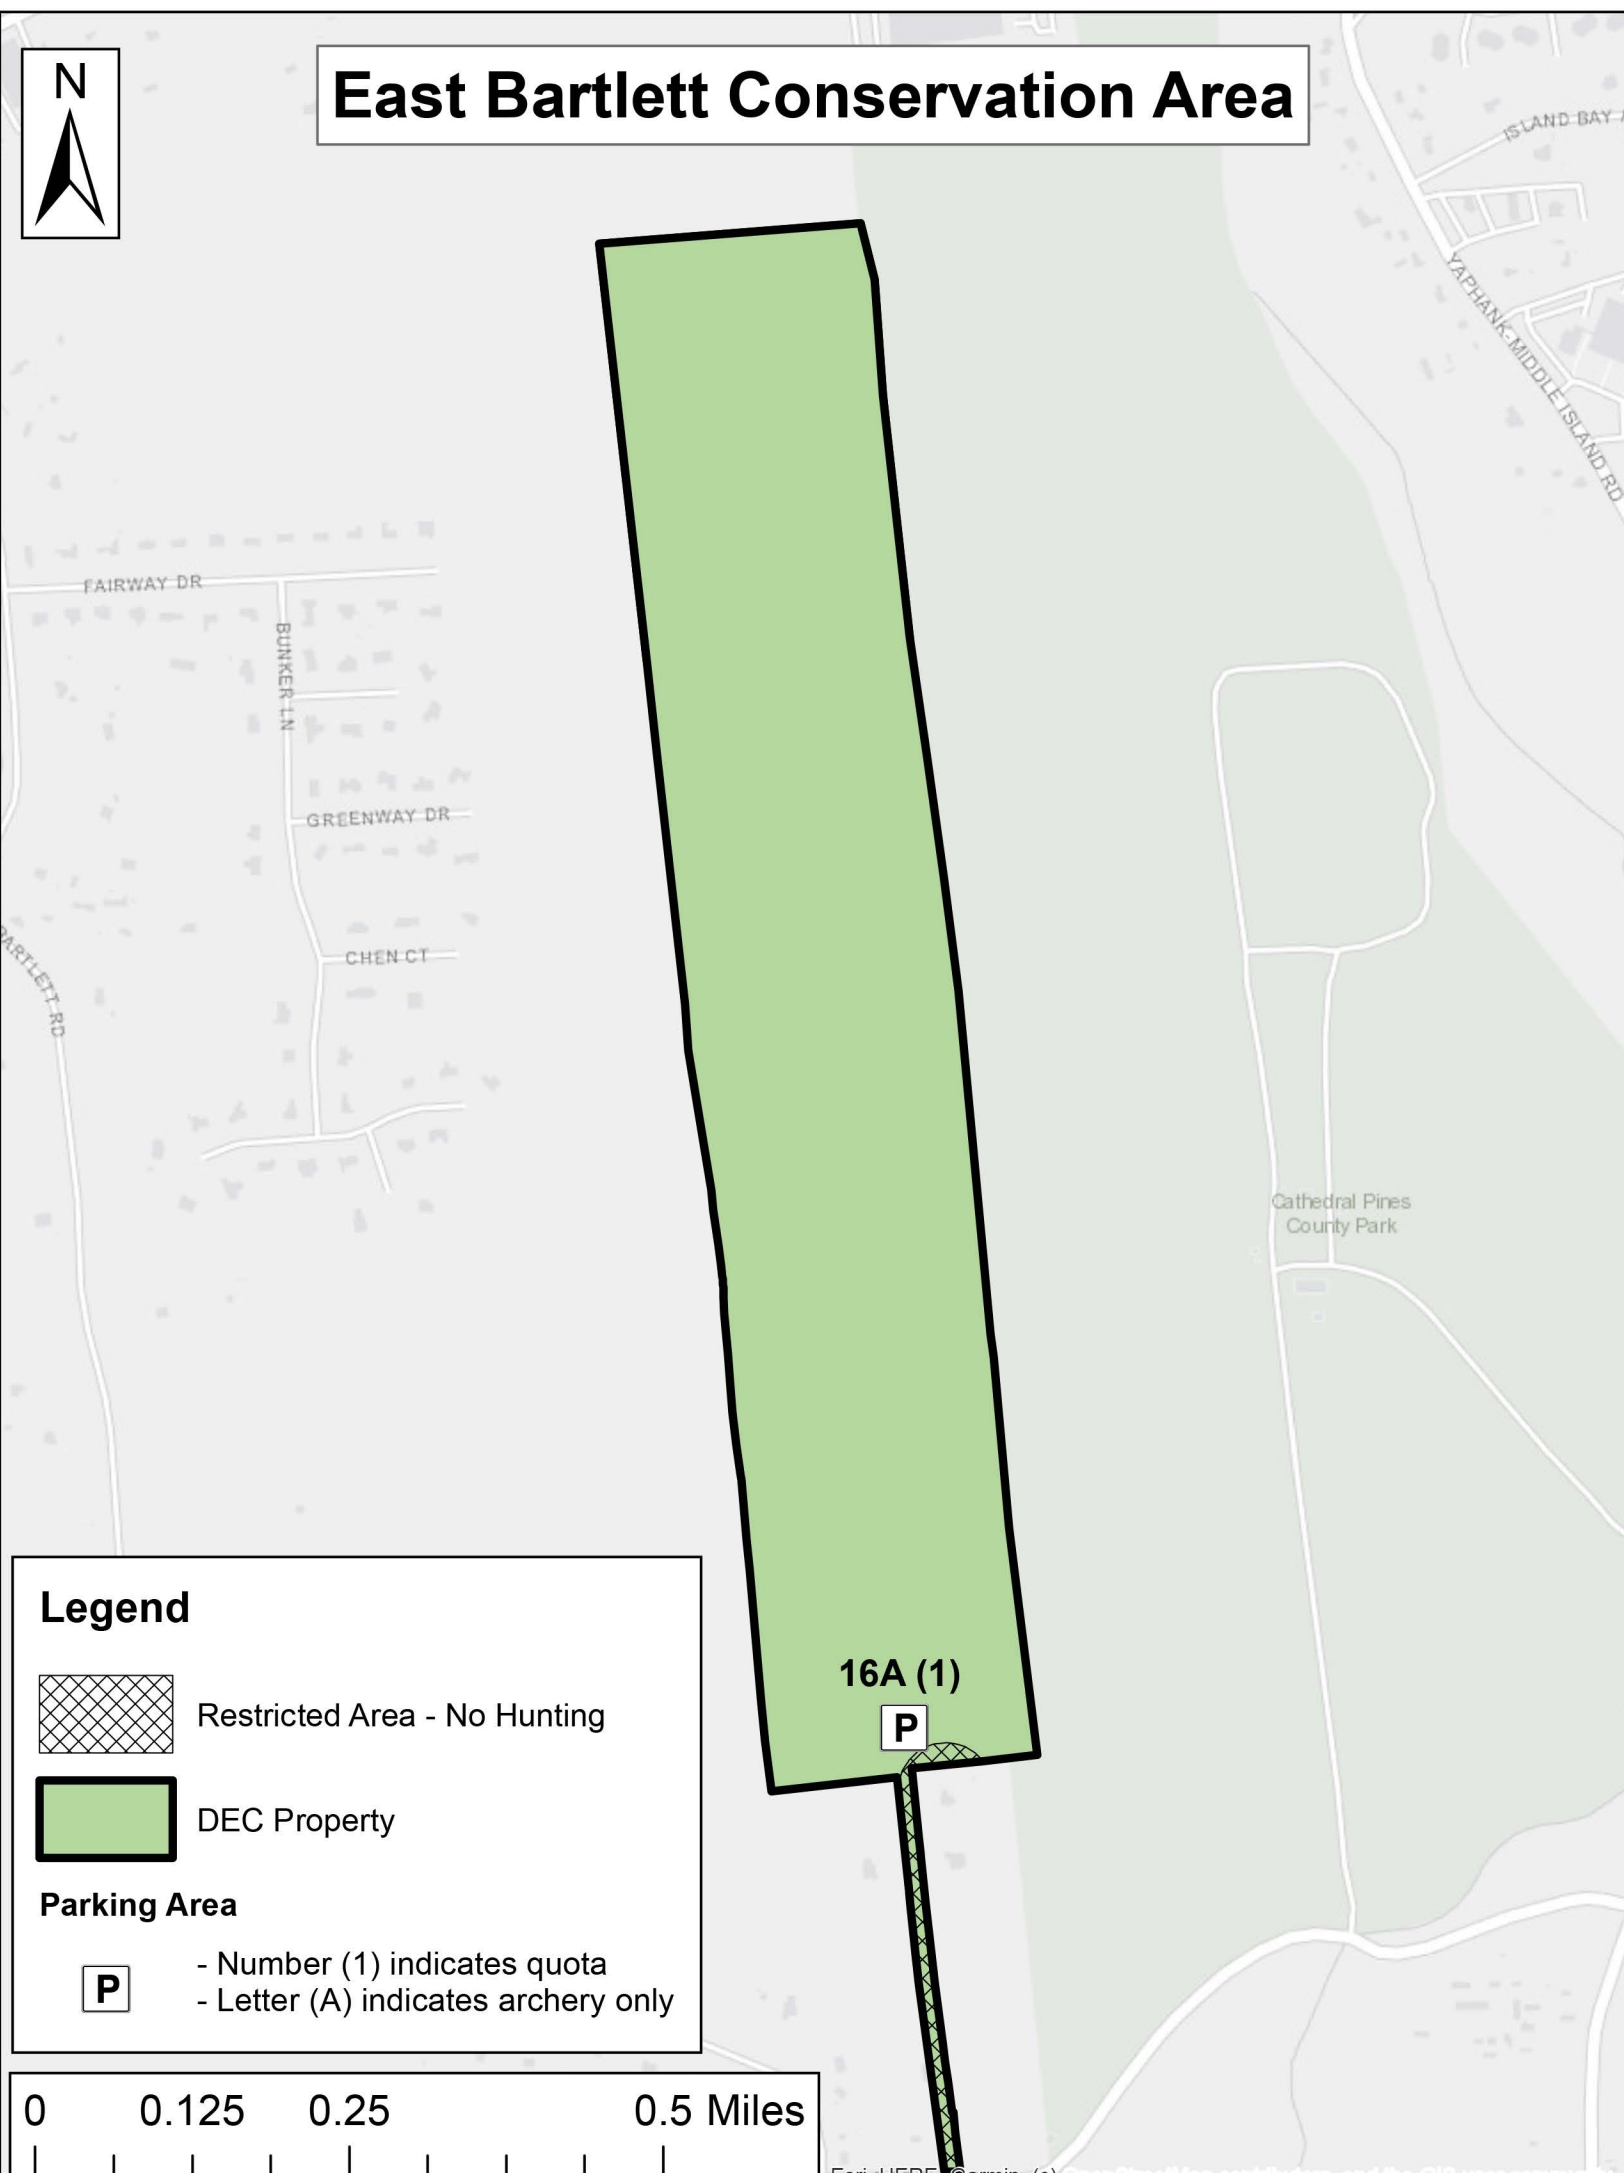 N
East Bartlett Conservation Area
ISLAND BAY
YAPHANK-MIDDLE ISLAND RD
FAIRWAY DR
BUNKER LN
GREENWAY DR
CHEN CT
BARTLETT RD
Cathedral Pines
County Park
16A (1)
P
Legend
Restricted Area - No Hunting
DEC Property
Parking Area
P
- Number (1) indicates quota
- Letter (A) indicates archery only
0 0.125 0.25 0.5 Miles